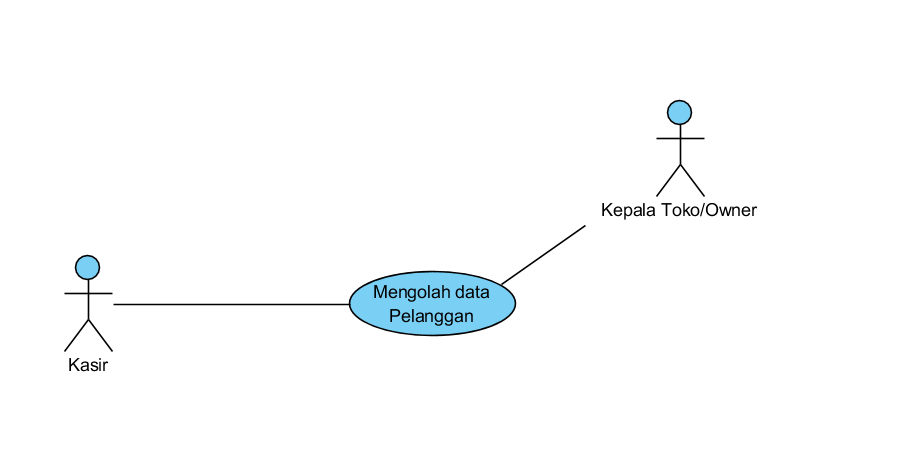 Kepala Toko/Owner
Mengolah data
Pelanggan
Kasir